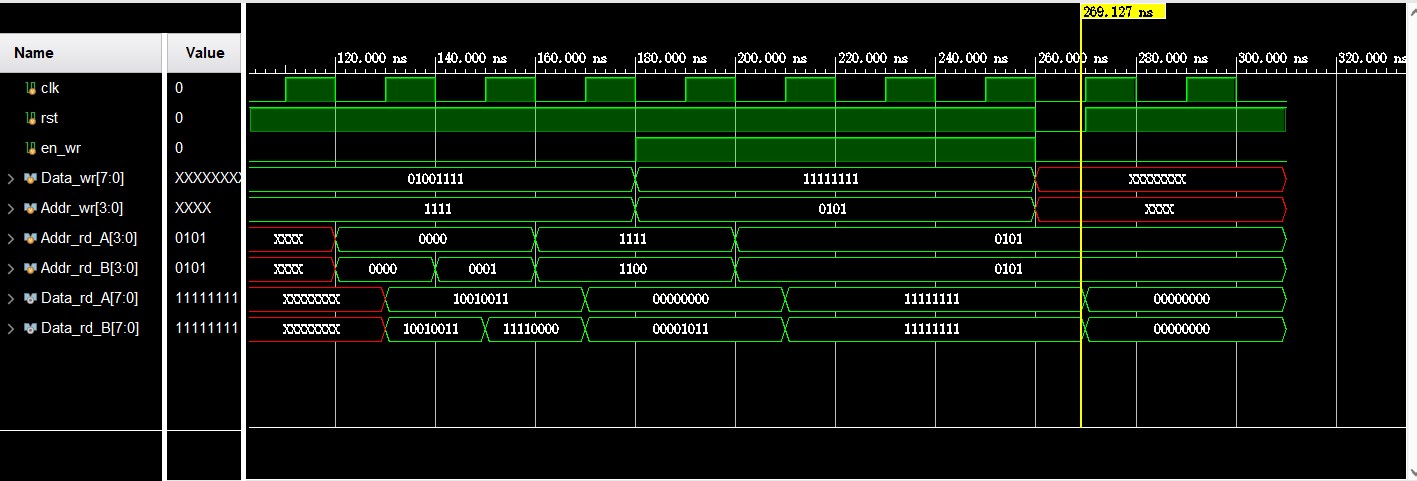 269.127 ns
Name Value
120.000 ns 140.000 ns 160.000 ns 180.000 ns 200.000 ns 220.000 ns 240.000 ns 260.000 ns 280.000 ns 300.000 ns 320.000 ns
clk 0
rst 0
en_wr 0
Data_wr[7:0] XXXXXXXX 01001111 11111111 XXXXXXXX
Addr_wr[3:0] XXXX 1111 0101 XXXX
Addr_rd_A[3:0] 0101 XXXX 0000 1111 0101
Addr_rd_B[3:0] 0101 XXXX 0000 0001 1100 0101
Data_rd_A[7:0] 11111111 XXXXXXXX 10010011 00000000 11111111 00000000
Data_rd_B[7:0] 11111111 XXXXXXXX 10010011 11110000 00001011 11111111 00000000